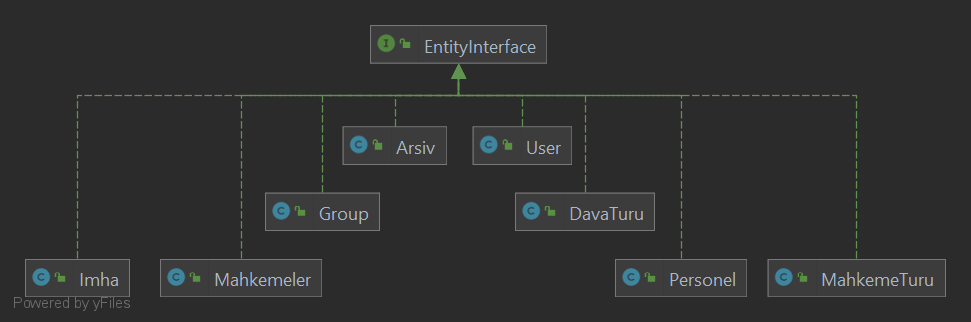 I EntityInterface
C Arsiv
C User
C Group
C DavaTuru
C Imha
C Mahkemeler
C Personel
C MahkemeTuru
Powered by yFiles